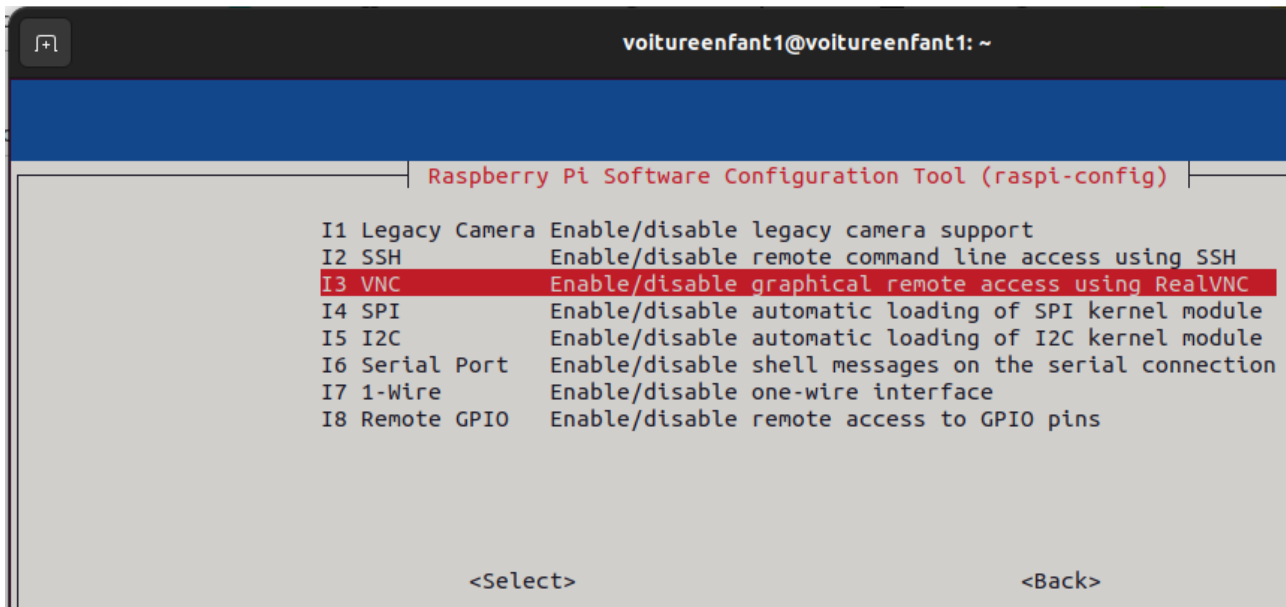 voitureenfant1@voitureenfant1: ~
Raspberry Pi Software Configuration Tool (raspi-config)
I1 Legacy Camera Enable/disable legacy camera support
I2 SSH Enable/disable remote command line access using SSH
I3 VNC Enable/disable graphical remote access using RealVNC
I4 SPI Enable/disable automatic loading of SPI kernel module
I5 I2C Enable/disable automatic loading of I2C kernel module
I6 Serial Port Enable/disable shell messages on the serial connection
I7 1-Wire Enable/disable one-wire interface
I8 Remote GPIO Enable/disable remote access to GPIO pins
<Select> <Back>